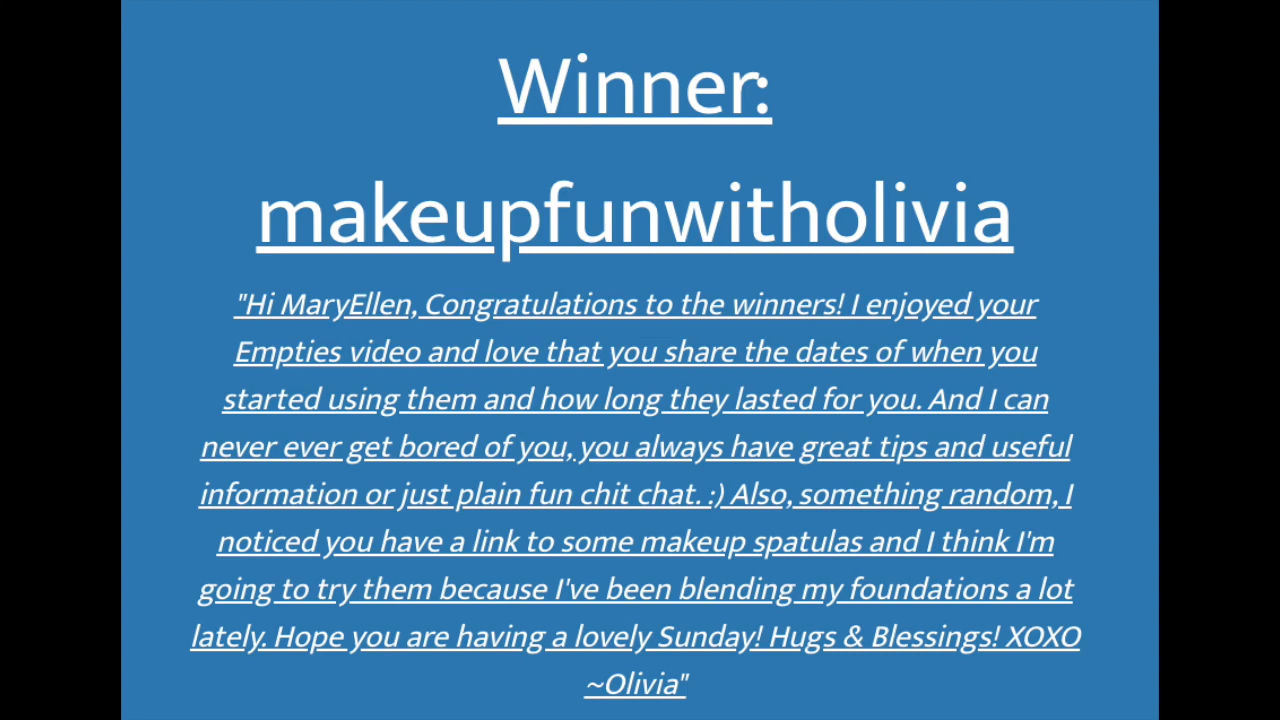 Winner:
makeupfunwitholivia
"Hi MaryEllen, Congratulations to the winners! I enjoyed your
Empties video and love that you share the dates of when you
started using them and how long they lasted for you. And I can
never ever get bored of you, you always have great tips and useful
information or just plain fun chit chat. :) Also, something random, I
noticed you have a link to some makeup spatulas and I think I'm
going to try them because I've been blending my foundations a lot
lately. Hope you are having a lovely Sunday! Hugs & Blessings! XOXO
~Olivia"